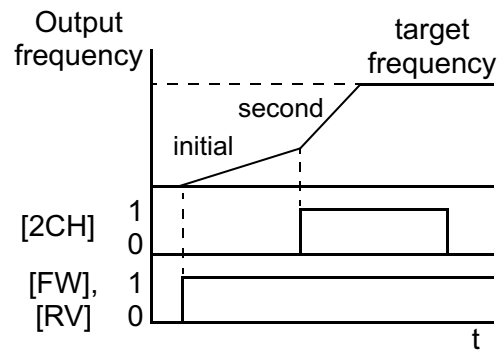 Output
frequency
target
frequency
second
initial
[2CH]
1
0
[FW],
[RV]
1
0
t